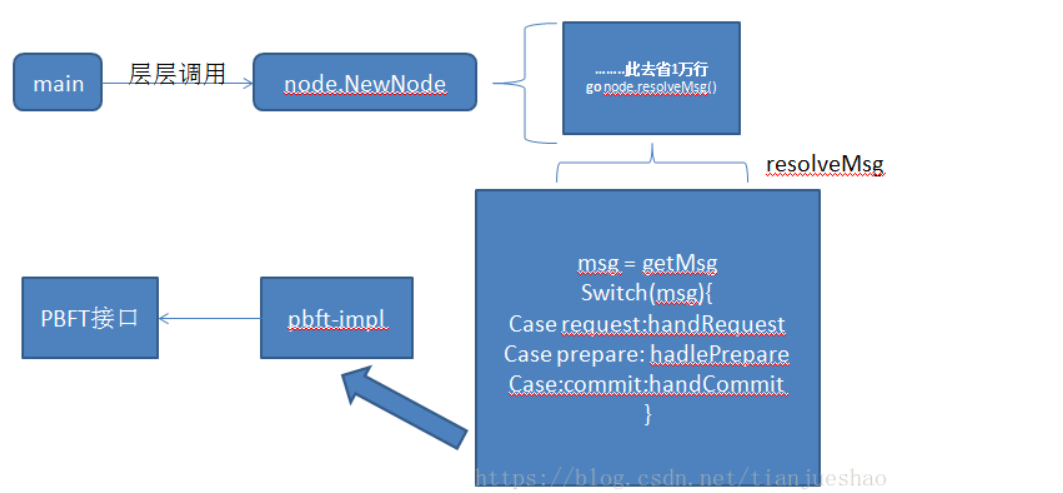 main
层层调用
node.NewNode
........此去省1万行
go node.resolveMsg()
resolveMsg
msg = getMsg
Switch(msg){
Case request:handRequest
Case prepare: hadlePrepare
Case:commit:handCommit
}
PBFT接口
pbft-impl
https://blog.csdn.net/tianjueshao